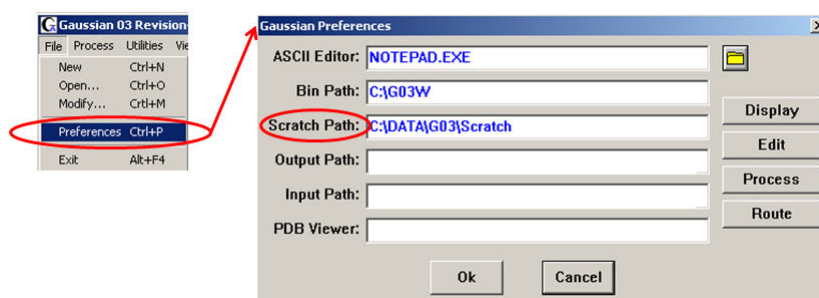 Gaussian 03 Revision-
File Process Utilities Vie
New Ctrl+N
Open... Ctrl+O
Modify... Crtl+M
Preferences Ctrl+P
Exit Alt+F4
Gaussian Preferences
ASCII Editor: NOTEPAD.EXE
Bin Path: C:\G03W
Scratch Path: C:\DATA\G03\Scratch
Output Path:
Input Path:
PDB Viewer:
Display
Edit
Process
Route
Ok Cancel